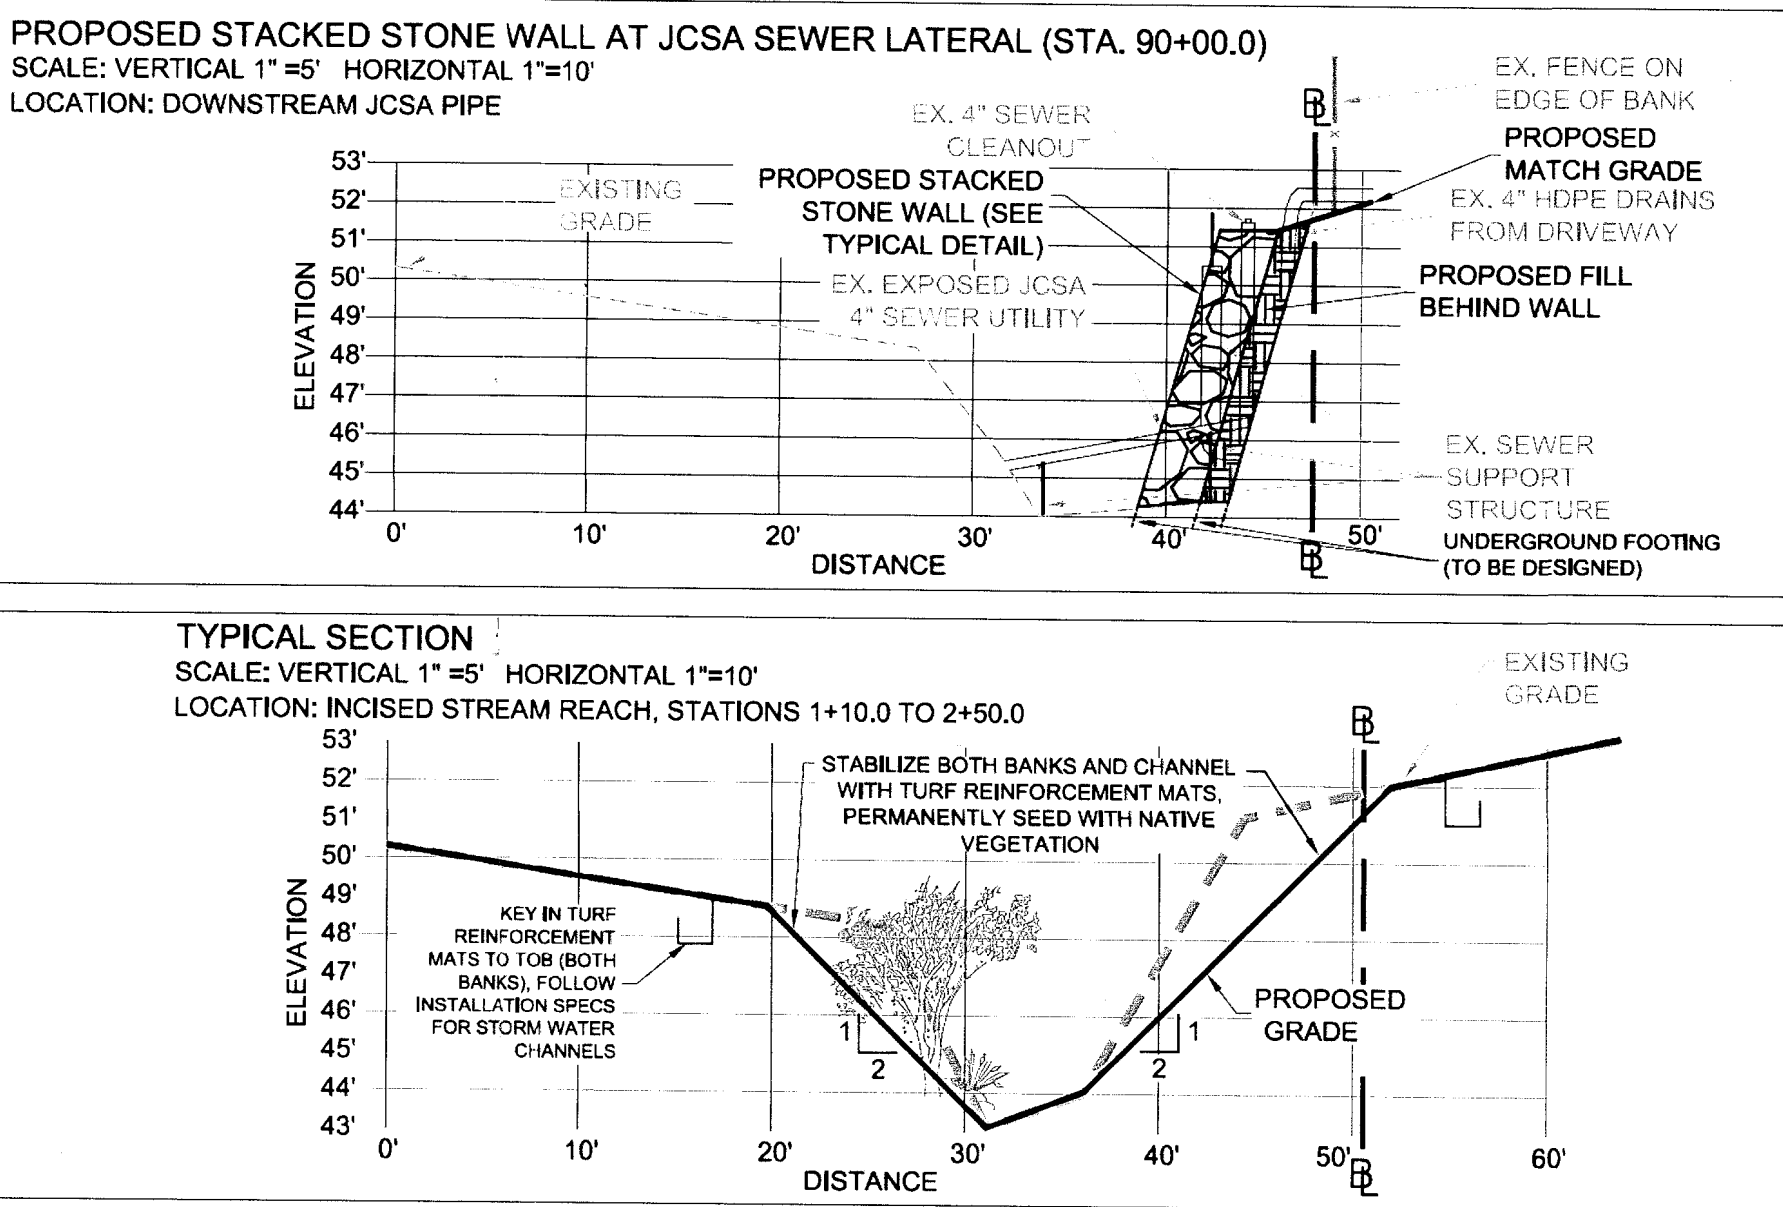 PROPOSED STACKED STONE WALL AT JCSA SEWER LATERAL (STA. 90+00.0)
SCALE: VERTICAL 1" =5' HORIZONTAL 1"=10'
LOCATION: DOWNSTREAM JCSA PIPE
EX. 4" SEWER
CLEANOUT
PROPOSED STACKED
STONE WALL (SEE
TYPICAL DETAIL)
EX. EXPOSED JCSA
4" SEWER UTILITY
EXISTING
GRADE
EX. FENCE ON
EDGE OF BANK
PROPOSED
MATCH GRADE
EX. 4" HDPE DRAINS
FROM DRIVEWAY
PROPOSED FILL
BEHIND WALL
EX. SEWER
SUPPORT
STRUCTURE
UNDERGROUND FOOTING
(TO BE DESIGNED)
BL
BL
ELEVATION
53'
52'
51'
50'
49'
48'
47'
46'
45'
44'
0' 10' 20' 30' 40' 50'
DISTANCE
TYPICAL SECTION
SCALE: VERTICAL 1" =5' HORIZONTAL 1"=10'
LOCATION: INCISED STREAM REACH, STATIONS 1+10.0 TO 2+50.0
EXISTING
GRADE
BL
STABILIZE BOTH BANKS AND CHANNEL
WITH TURF REINFORCEMENT MATS,
PERMANENTLY SEED WITH NATIVE
VEGETATION
KEY IN TURF
REINFORCEMENT
MATS TO TOB (BOTH
BANKS), FOLLOW
INSTALLATION SPECS
FOR STORM WATER
CHANNELS
1
2
1
2
PROPOSED
GRADE
ELEVATION
53'
52'
51'
50'
49'
48'
47'
46'
45'
44'
43'
0' 10' 20' 30' 40' 50' 60'
DISTANCE
BL